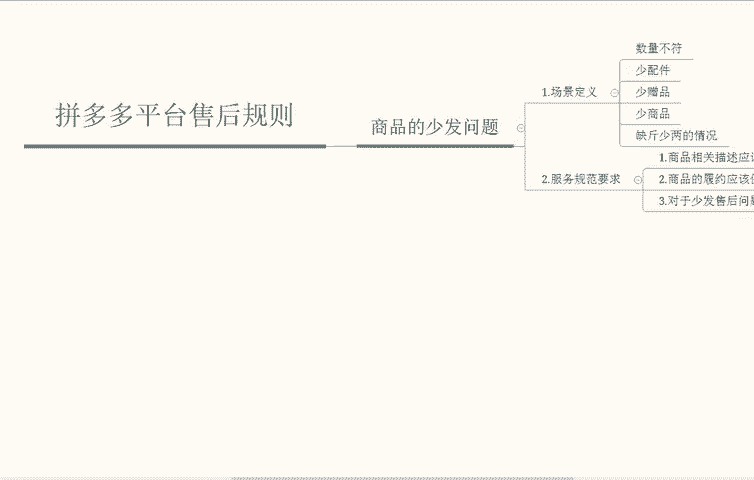 拼多多平台售后规则
商品的少发问题
1.场景定义
数量不符
少配件
少赠品
少商品
缺斤少两的情况
2.服务规范要求
1.商品相关描述应
2.商品的履约应该
3.对于少发售后问